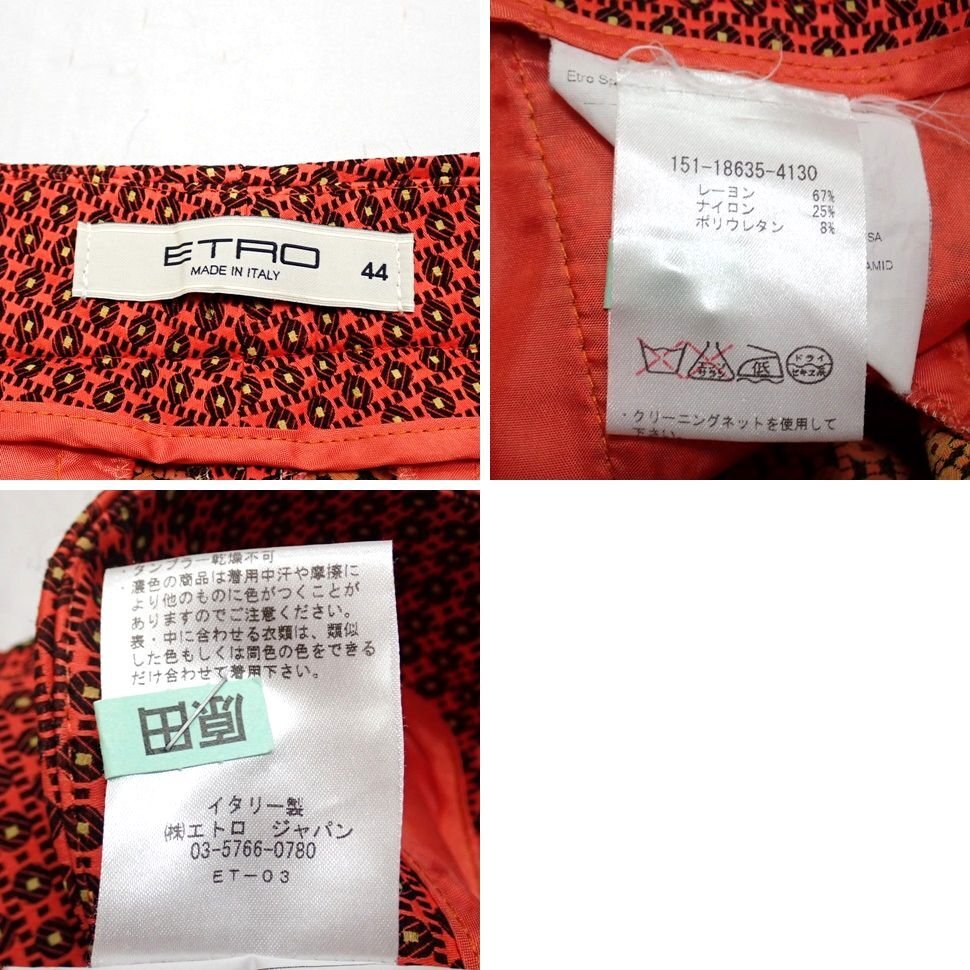 ETRO
MADE IN ITALY
44
Etro
151-18635-4130
レーヨン 67%
ナイロン 25%
ポリウレタン 8%
SA
AMID
低
ドライ
セキユ系
・クリーニングネットを使用して
下さい
・タンブラー乾燥不可
・濃色の商品は着用中汗や摩擦に
より他のものに色がつくことが
ありますのでご注意ください。
表・中に合わせる衣類は、類似
した色もしくは同色の色をできる
だけ合わせて着用下さい。
原田
イタリー製
㈱エトロ ジャパン
03-5766-0780
ET-03